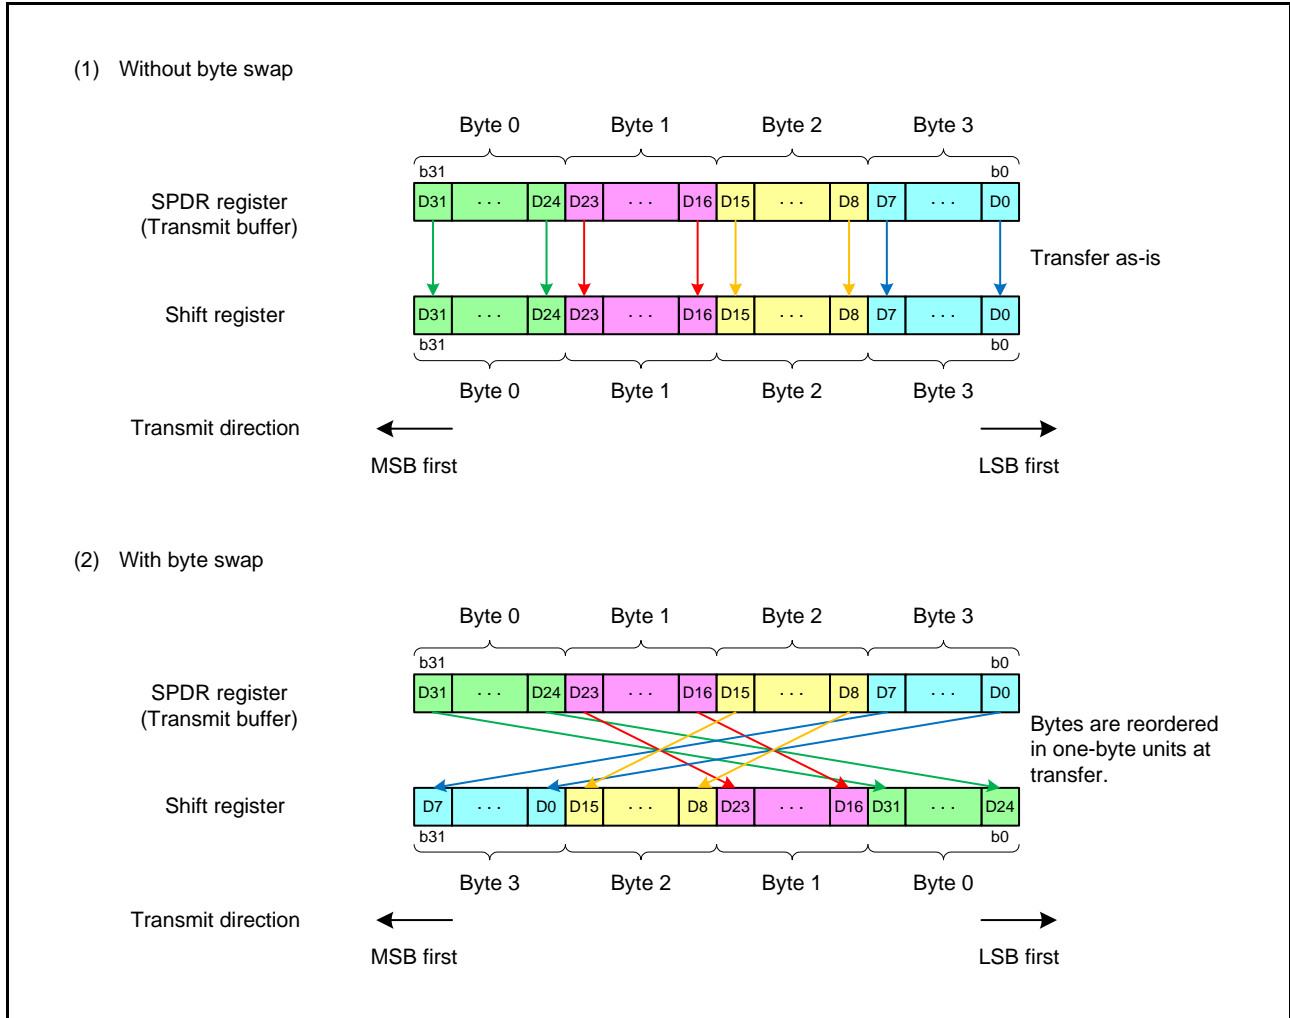 (1) Without byte swap
Byte 0 Byte 1 Byte 2 Byte 3
b31 b0
SPDR register
(Transmit buffer)
D31 · · · D24 D23 · · · D16 D15 · · · D8 D7 · · · D0
Transfer as-is
Shift register
D31 · · · D24 D23 · · · D16 D15 · · · D8 D7 · · · D0
b31 b0
Byte 0 Byte 1 Byte 2 Byte 3
Transmit direction
MSB first LSB first
(2) With byte swap
Byte 0 Byte 1 Byte 2 Byte 3
b31 b0
SPDR register
(Transmit buffer)
D31 · · · D24 D23 · · · D16 D15 · · · D8 D7 · · · D0
Bytes are reordered
in one-byte units at
transfer.
Shift register
D7 · · · D0 D15 · · · D8 D23 · · · D16 D31 · · · D24
b31 b0
Byte 3 Byte 2 Byte 1 Byte 0
Transmit direction
MSB first LSB first